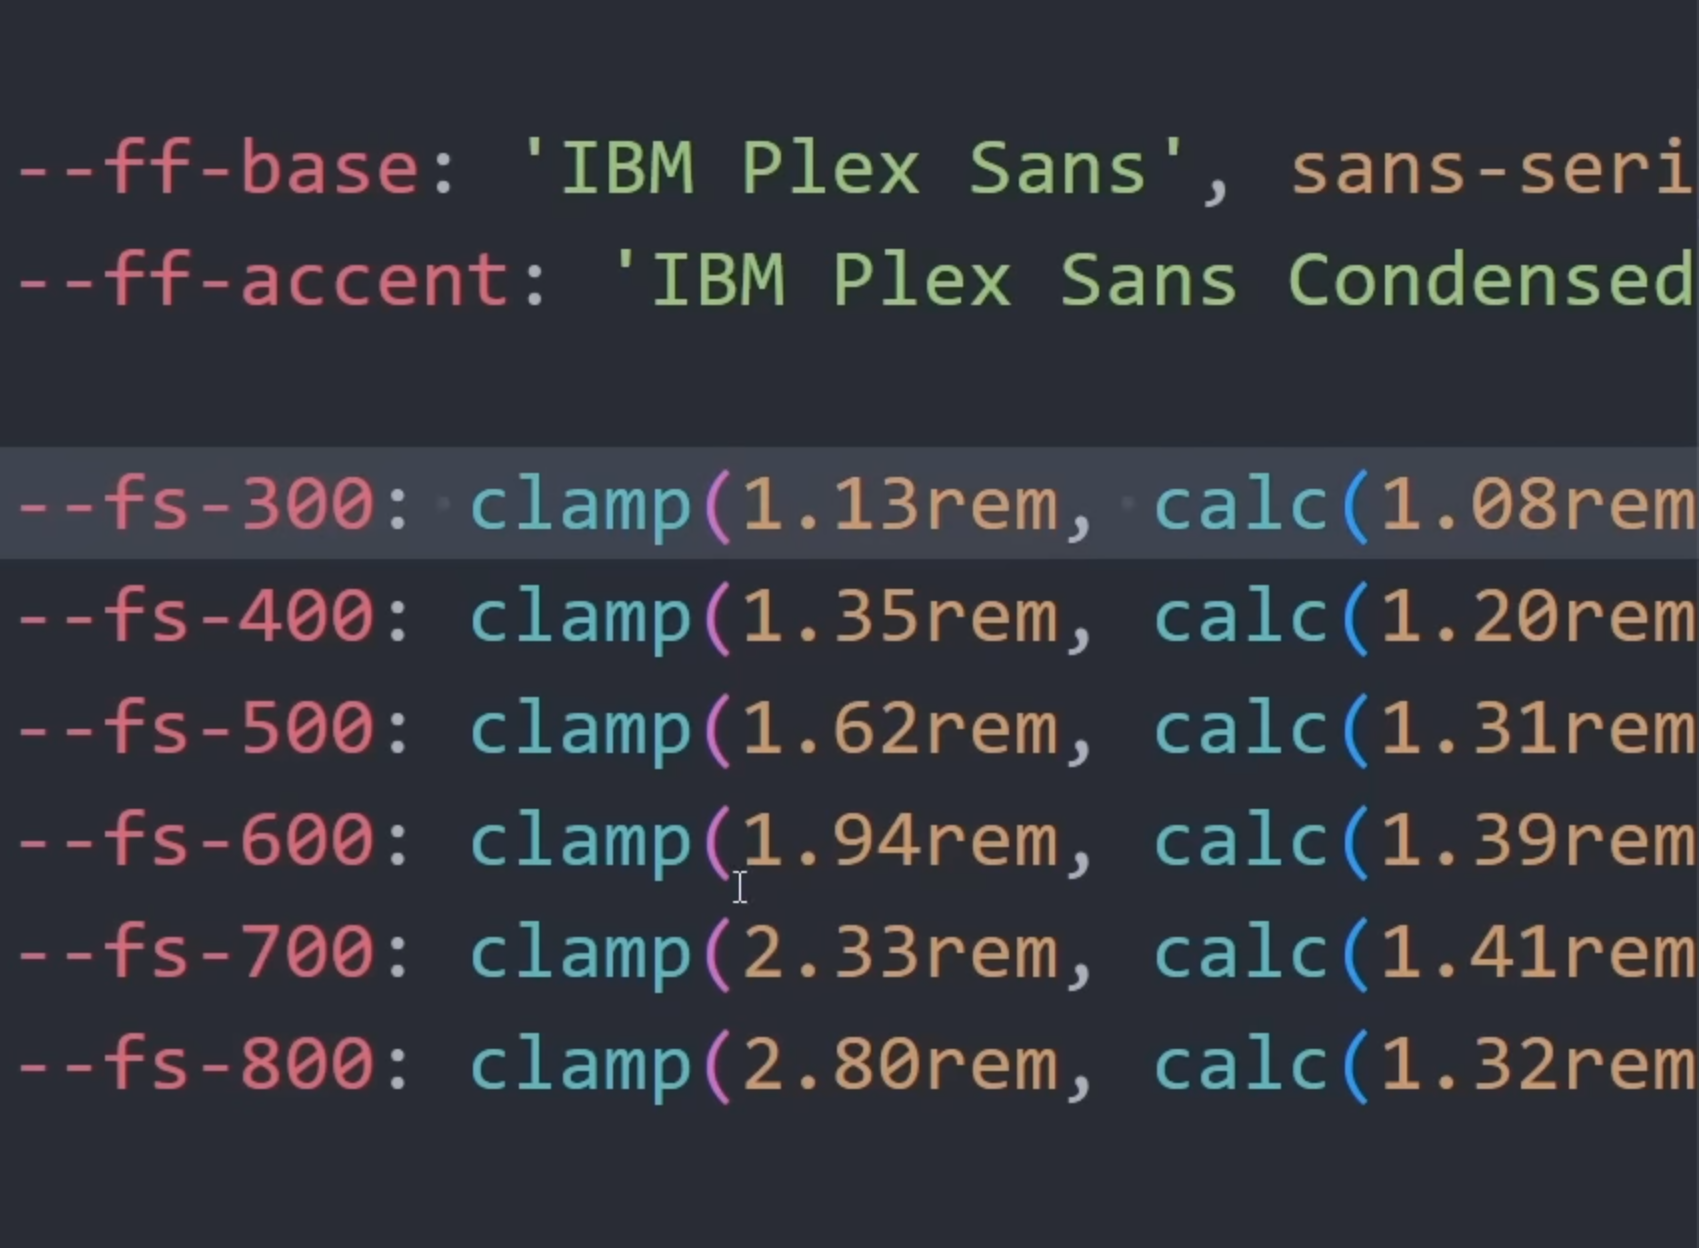 --ff-base: 'IBM Plex Sans', sans-seri
--ff-accent: 'IBM Plex Sans Condensed
--fs-300: clamp(1.13rem, calc(1.08rem
--fs-400: clamp(1.35rem, calc(1.20rem
--fs-500: clamp(1.62rem, calc(1.31rem
--fs-600: clamp(1.94rem, calc(1.39rem
--fs-700: clamp(2.33rem, calc(1.41rem
--fs-800: clamp(2.80rem, calc(1.32rem